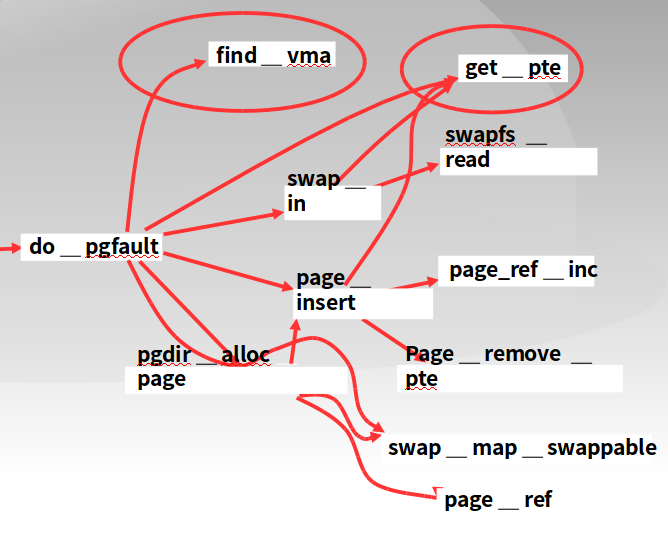 find __ vma
get __ pte
swapfs __
read
swap __
in
do __ pgfault
page __
insert
page_ref __ inc
pgdir __ alloc
page
Page __ remove __
pte
swap __ map __ swappable
page __ ref